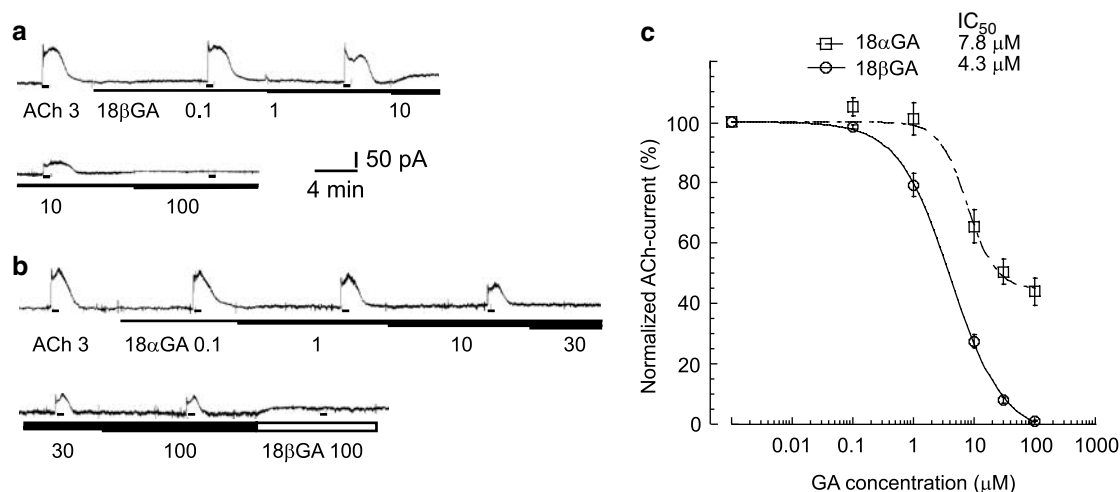 a
ACh 3 18βGA 0.1 1 10
50 pA
4 min
10 100
b
ACh 3 18αGA 0.1 1 10 30
30 100 18βGA 100
c
IC50
18αGA 7.8 μM
18βGA 4.3 μM
Normalized ACh-current (%)
100
80
60
40
20
0
0.01 0.1 1 10 100 1000
GA concentration (μM)